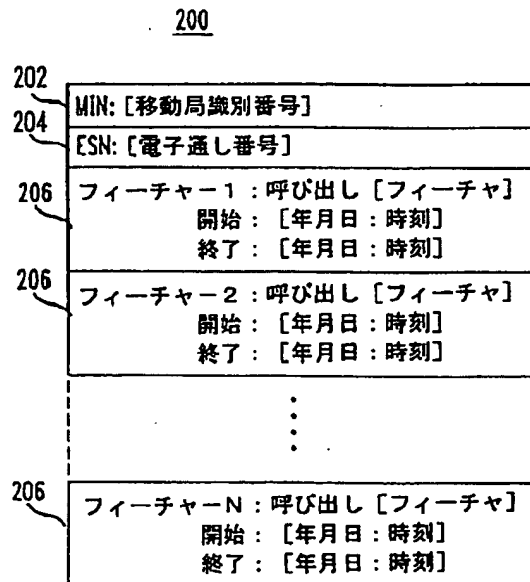 200
202
MIN: [移動局識別番号]
204
ESN: [電子通し番号]
206
フィーチャー1:呼び出し [フィーチャ]
開始: [年月日:時刻]
終了: [年月日:時刻]
206
フィーチャー2:呼び出し [フィーチャ]
開始: [年月日:時刻]
終了: [年月日:時刻]
206
フィーチャーN:呼び出し [フィーチャ]
開始: [年月日:時刻]
終了: [年月日:時刻]